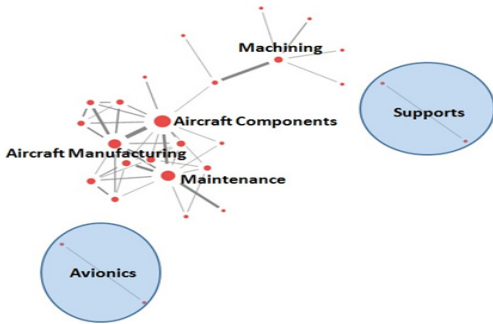 Machining
Supports
Aircraft Components
Aircraft Manufacturing
Maintenance
Avionics